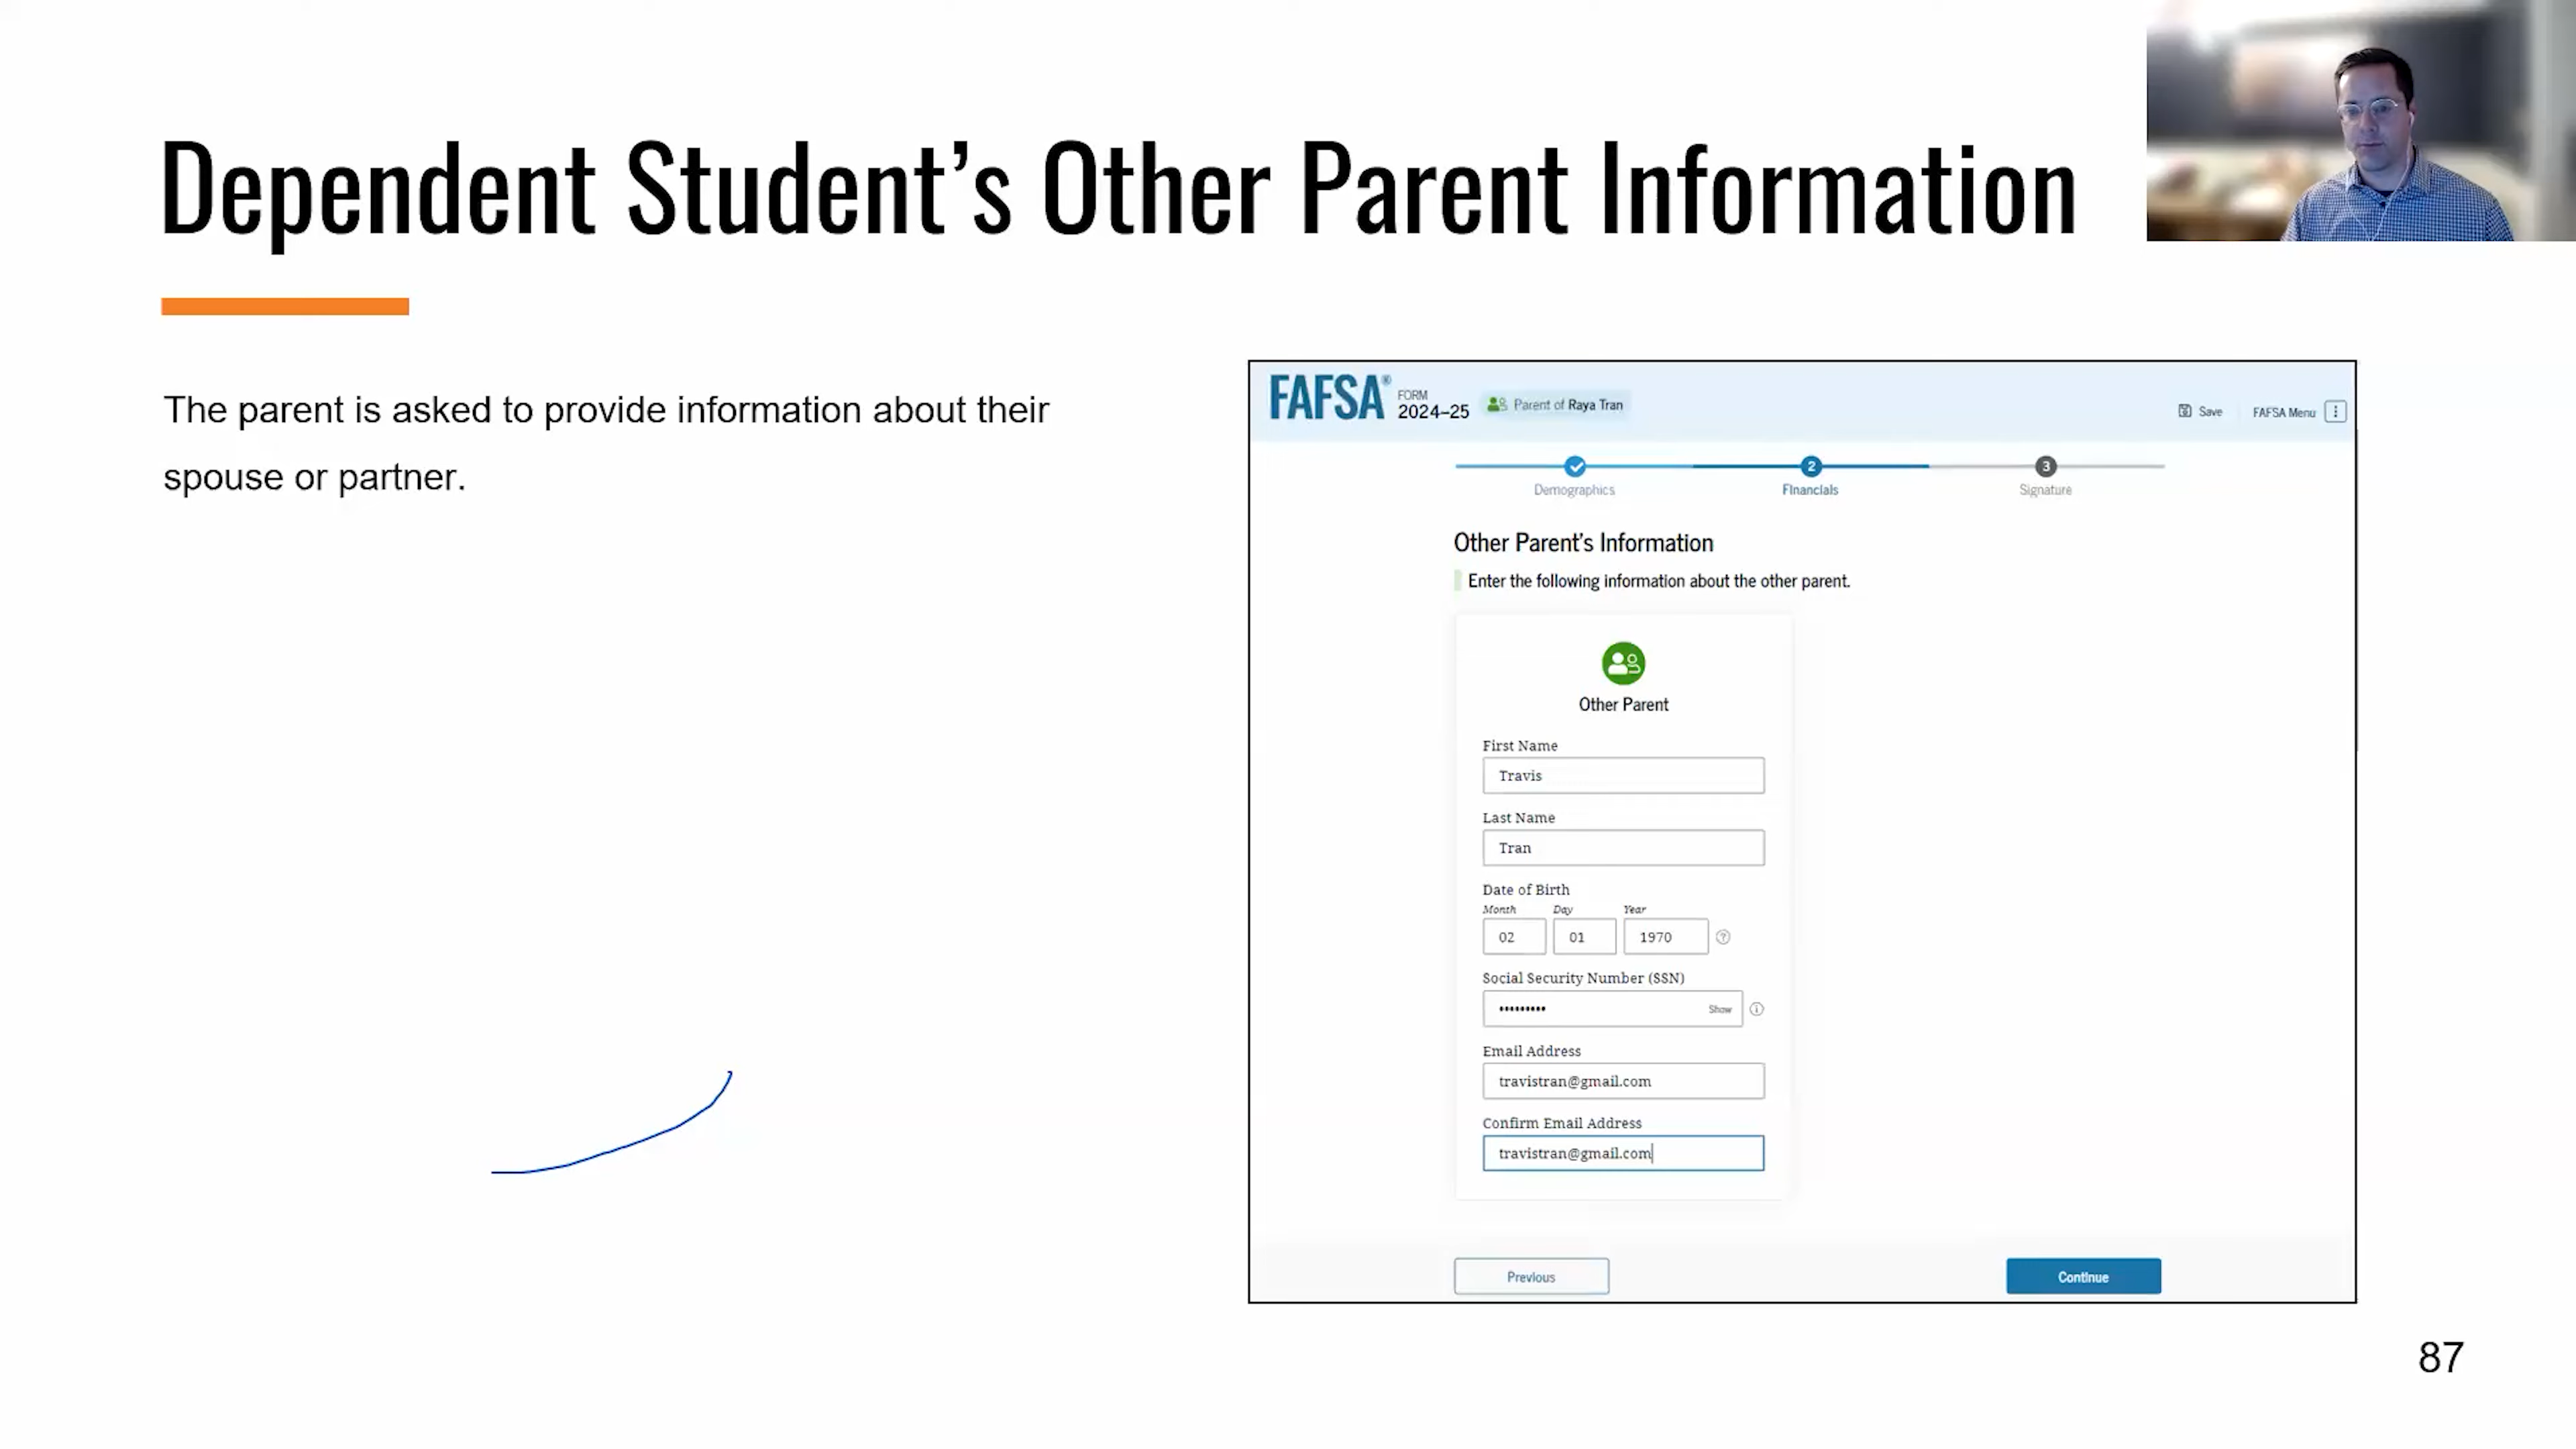 Dependent Student’s Other Parent Information
The parent is asked to provide information about their
spouse or partner.
FAFSA® FORM 2024–25 Parent of Raya Tran Save FAFSA Menu
2 3
Demographics Financials Signature
Other Parent’s Information
Enter the following information about the other parent.
Other Parent
First Name
Travis
Last Name
Tran
Date of Birth
Month Day Year
02 01 1970 ?
Social Security Number (SSN)
••••••••• Show i
Email Address
travistran@gmail.com
Confirm Email Address
travistran@gmail.com
Previous Continue
87